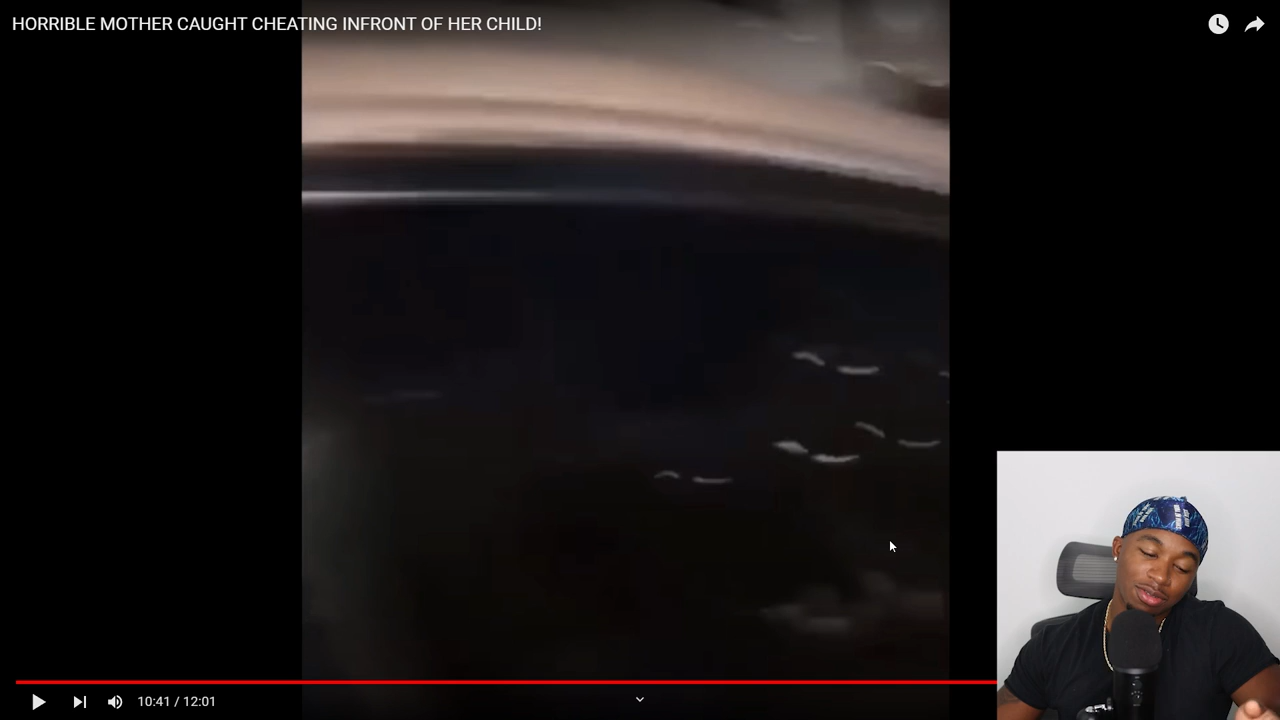 HORRIBLE MOTHER CAUGHT CHEATING INFRONT OF HER CHILD!
10:41 / 12:01